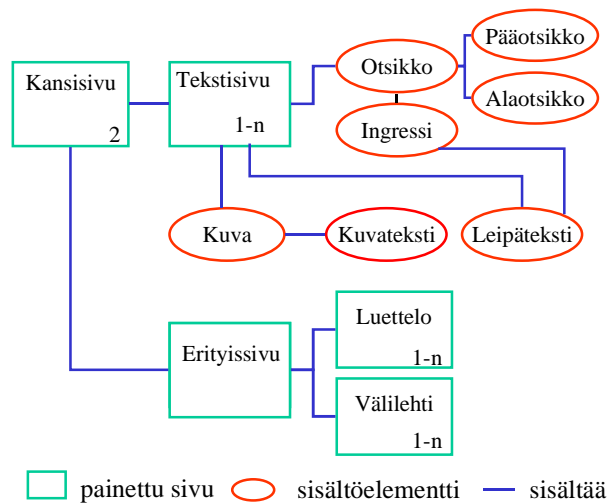 Pääotsikko
Kansisivu
2
Tekstisivu
1-n
Otsikko
Alaotsikko
Ingressi
Kuva
Kuvateksti
Leipäteksti
Luettelo
1-n
Erityissivu
Välilehti
1-n
painettu sivu
sisältöelementti
sisältää